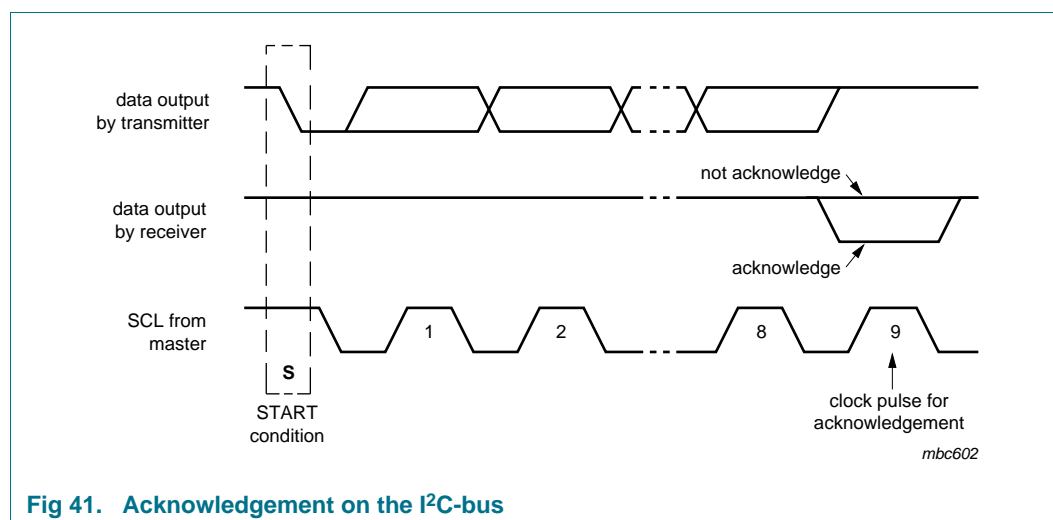 data output
by transmitter
not acknowledge
data output
by receiver
acknowledge
SCL from
master
1
2
8
9
S
START
condition
clock pulse for
acknowledgement
mbc602
Fig 41. Acknowledgement on the I²C-bus